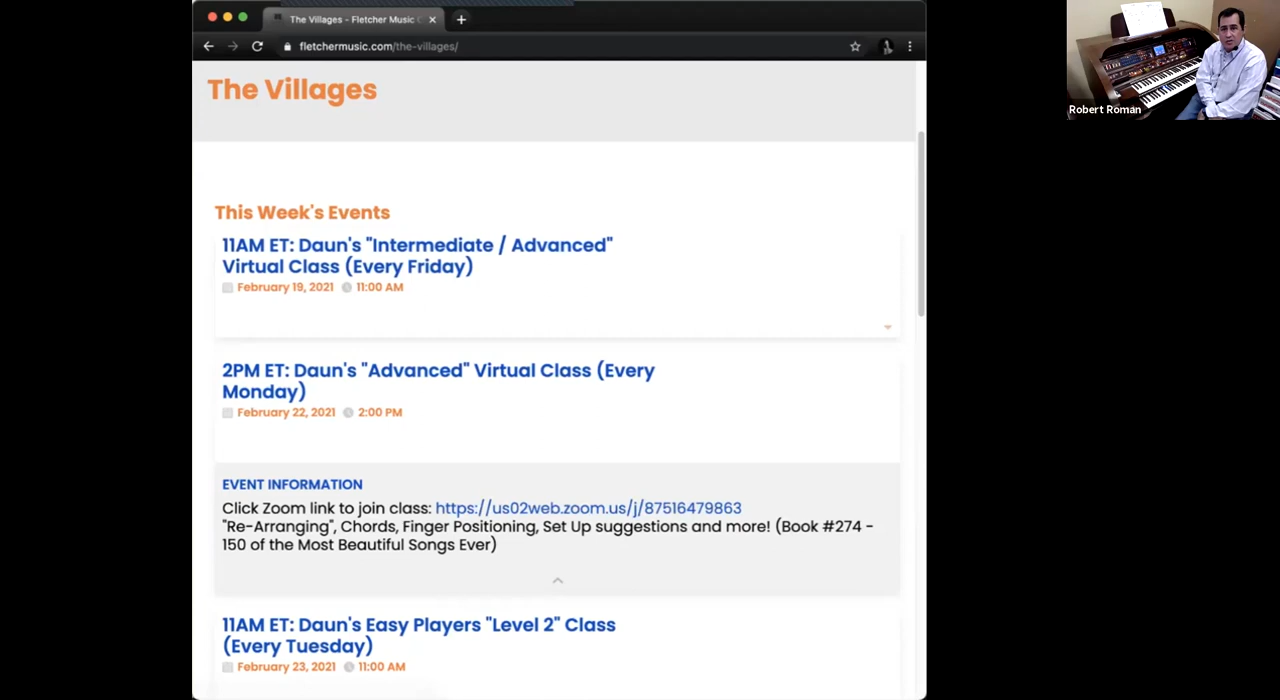 The Villages - Fletcher Music
fletchermusic.com/the-villages/
Robert Roman
The Villages
This Week's Events
11AM ET: Daun's "Intermediate / Advanced"
Virtual Class (Every Friday)
February 19, 2021 11:00 AM
2PM ET: Daun's "Advanced" Virtual Class (Every
Monday)
February 22, 2021 2:00 PM
EVENT INFORMATION
Click Zoom link to join class: https://us02web.zoom.us/j/87516479863
"Re-Arranging", Chords, Finger Positioning, Set Up suggestions and more! (Book #274 -
150 of the Most Beautiful Songs Ever)
11AM ET: Daun's Easy Players "Level 2" Class
(Every Tuesday)
February 23, 2021 11:00 AM